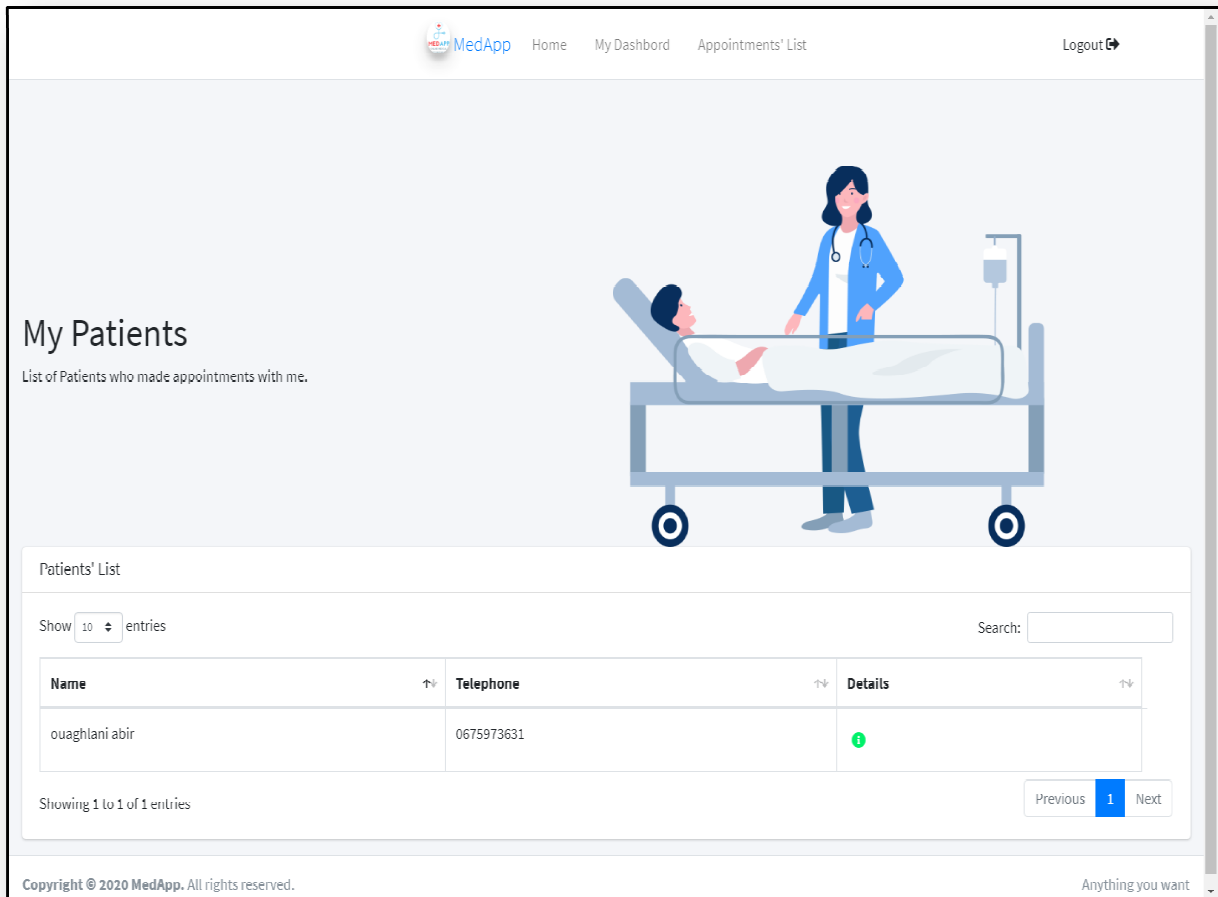 MEDAPP
MedApp Home My Dashbord Appointments' List Logout
My Patients
List of Patients who made appointments with me.
Patients' List
Show 10 entries Search:
Name Telephone Details
ouaghlani abir 0675973631
Showing 1 to 1 of 1 entries
Previous 1 Next
Copyright © 2020 MedApp. All rights reserved. Anything you want